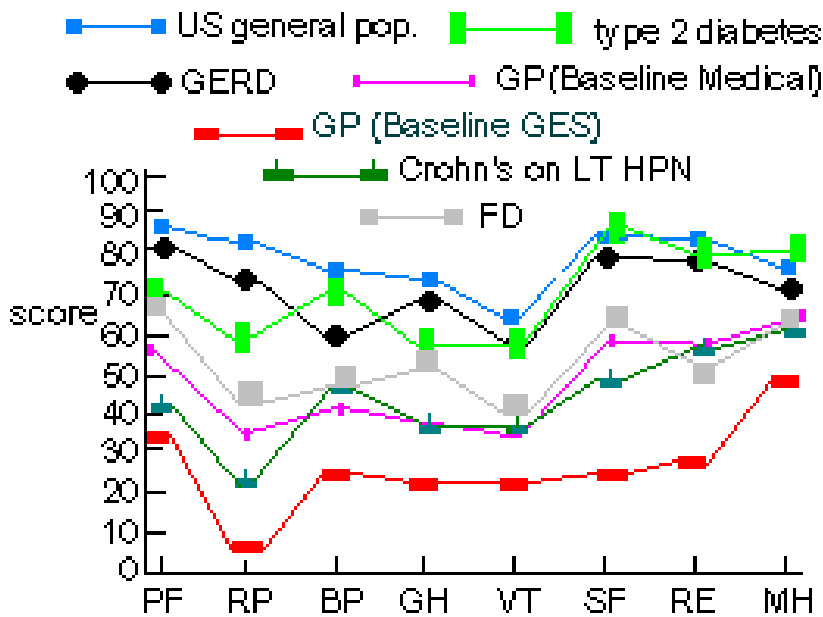 US general pop. type 2 diabetes
GERD GP(Baseline Medical)
GP (Baseline GES)
Crohn's on LT HPN
FD
100
90
80
70
score
60
50
40
30
20
10
0
PF RP BP GH VT SF RE MH